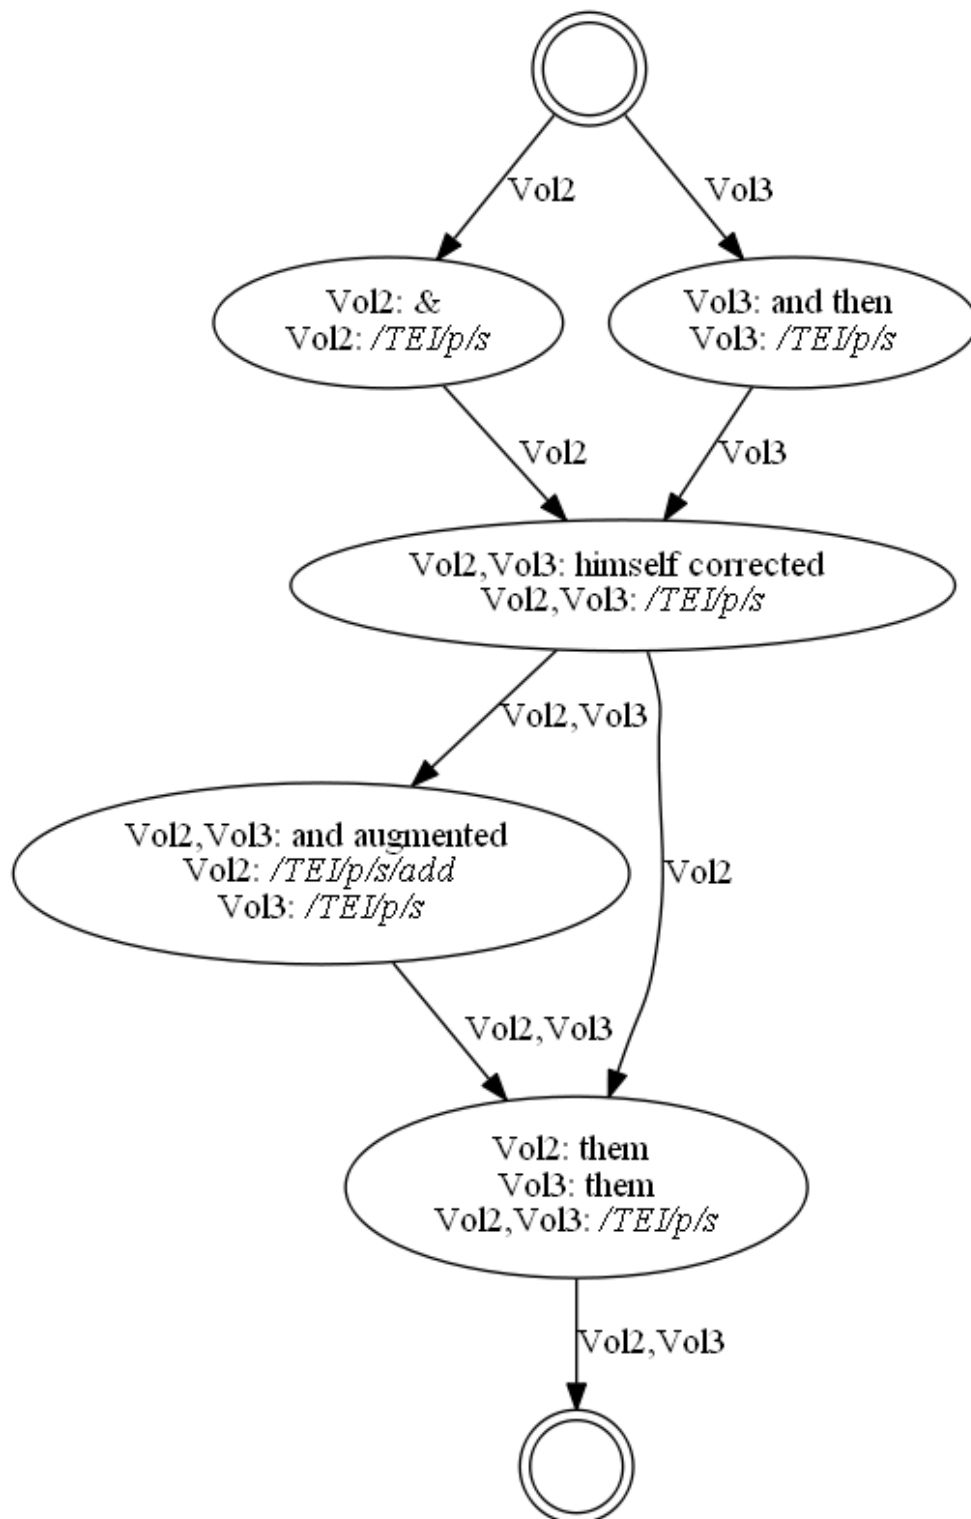 Vol2
Vol3
Vol2: &
Vol2: /TEI/p/s
Vol3: and then
Vol3: /TEI/p/s
Vol2
Vol3
Vol2,Vol3: himself corrected
Vol2,Vol3: /TEI/p/s
Vol2,Vol3
Vol2,Vol3: and augmented
Vol2: /TEI/p/s/add
Vol3: /TEI/p/s
Vol2
Vol2,Vol3
Vol2: them
Vol3: them
Vol2,Vol3: /TEI/p/s
Vol2,Vol3